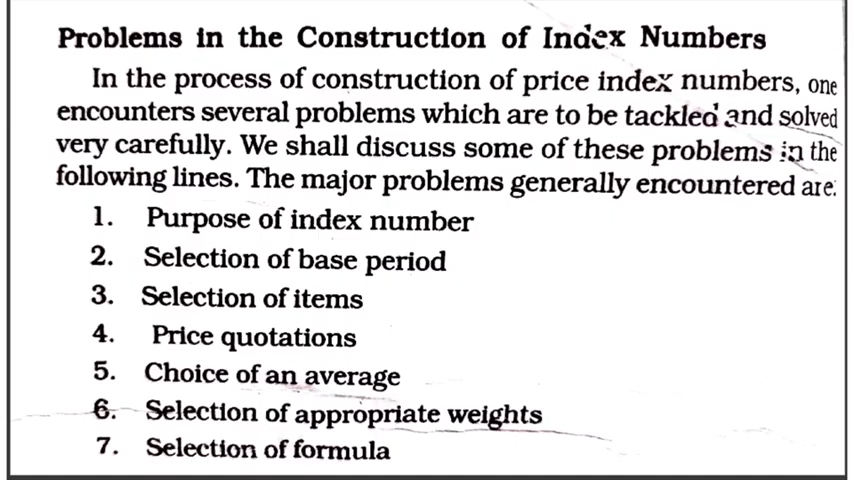 Problems in the Construction of Index Numbers
In the process of construction of price index numbers, one
encounters several problems which are to be tackled and solved
very carefully. We shall discuss some of these problems in the
following lines. The major problems generally encountered are:
1. Purpose of index number
2. Selection of base period
3. Selection of items
4. Price quotations
5. Choice of an average
6. Selection of appropriate weights
7. Selection of formula